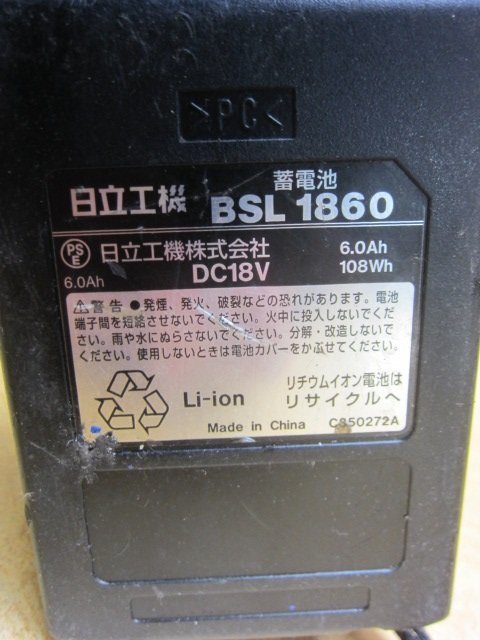 >PC<
蓄電池
日立工機 BSL 1860
PSE 日立工機株式会社 6.0Ah
6.0Ah DC18V 108Wh
⚠警告 ●発煙、発火、破裂などの恐れがあります。電池
端子間を短絡させないでください。火中に投入しないでくだ
さい。雨や水にぬらさないでください。分解・改造しないで
ください。使用しないときは電池カバーをかぶせてください。
Li-ion リチウムイオン電池は
リサイクルへ
Made in China C350272A